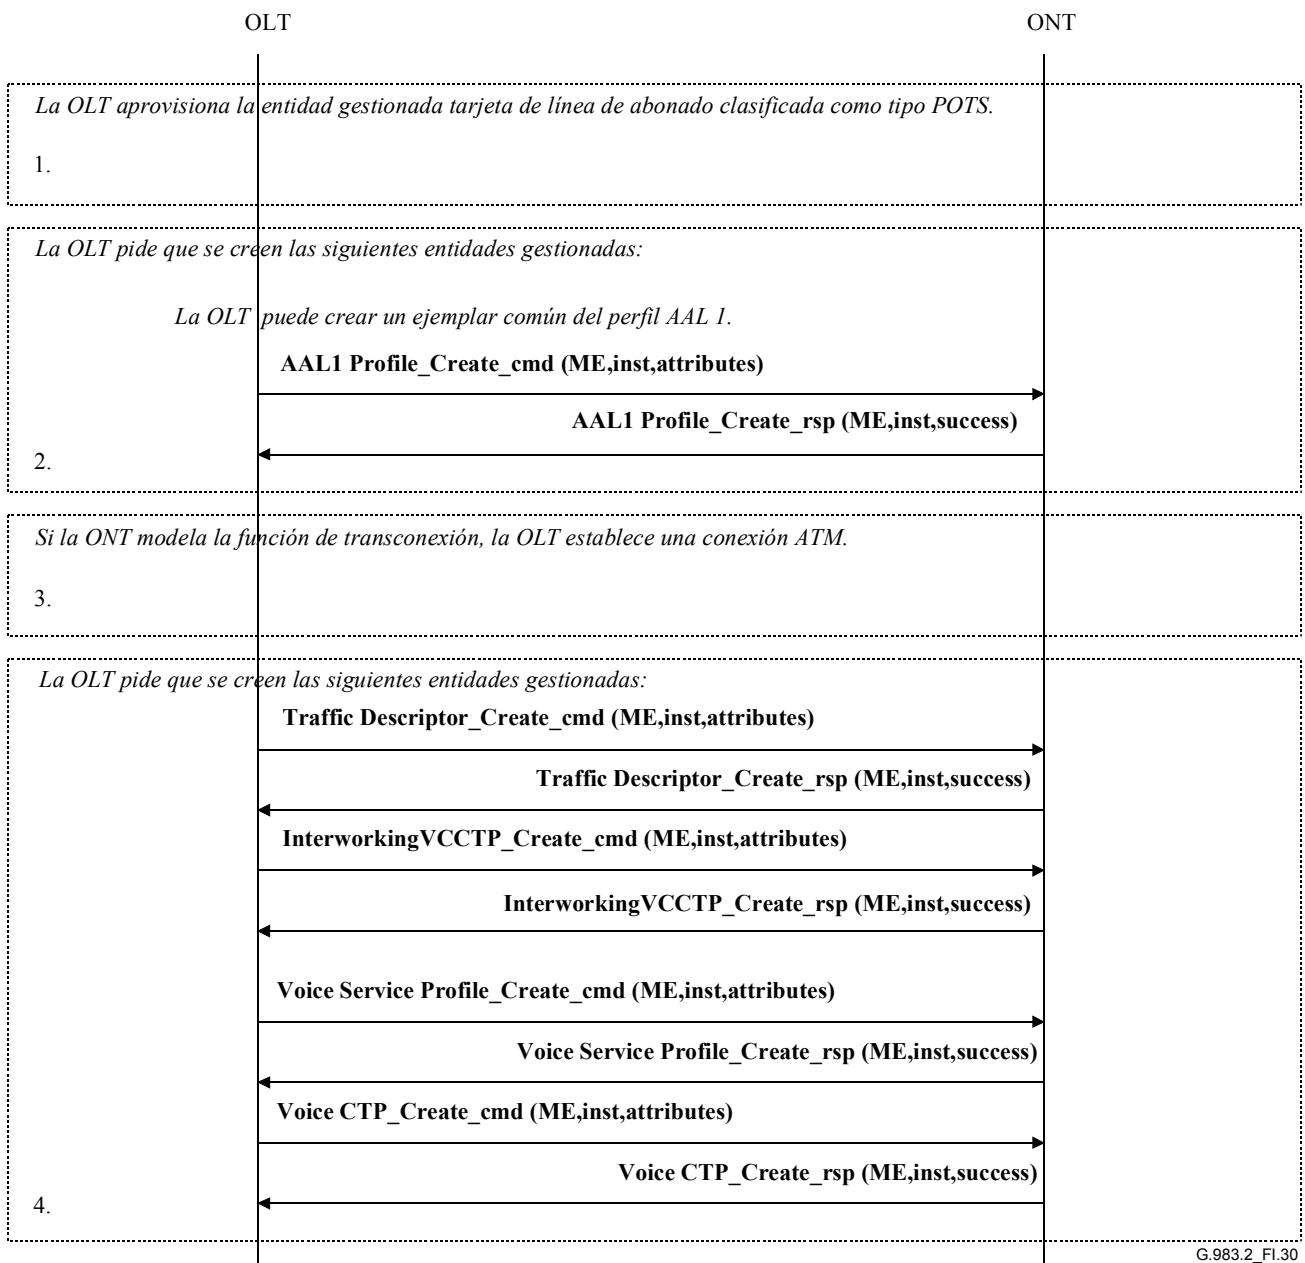 OLT
ONT
La OLT aprovisiona la entidad gestionada tarjeta de línea de abonado clasificada como tipo POTS.
1.
La OLT pide que se creen las siguientes entidades gestionadas:
La OLT puede crear un ejemplar común del perfil AAL 1.
AAL1 Profile_Create_cmd (ME,inst,attributes)
AAL1 Profile_Create_rsp (ME,inst,success)
2.
Si la ONT modela la función de transconexión, la OLT establece una conexión ATM.
3.
La OLT pide que se creen las siguientes entidades gestionadas:
Traffic Descriptor_Create_cmd (ME,inst,attributes)
Traffic Descriptor_Create_rsp (ME,inst,success)
InterworkingVCCTP_Create_cmd (ME,inst,attributes)
InterworkingVCCTP_Create_rsp (ME,inst,success)
Voice Service Profile_Create_cmd (ME,inst,attributes)
Voice Service Profile_Create_rsp (ME,inst,success)
Voice CTP_Create_cmd (ME,inst,attributes)
Voice CTP_Create_rsp (ME,inst,success)
4.
G.983.2_FI.30